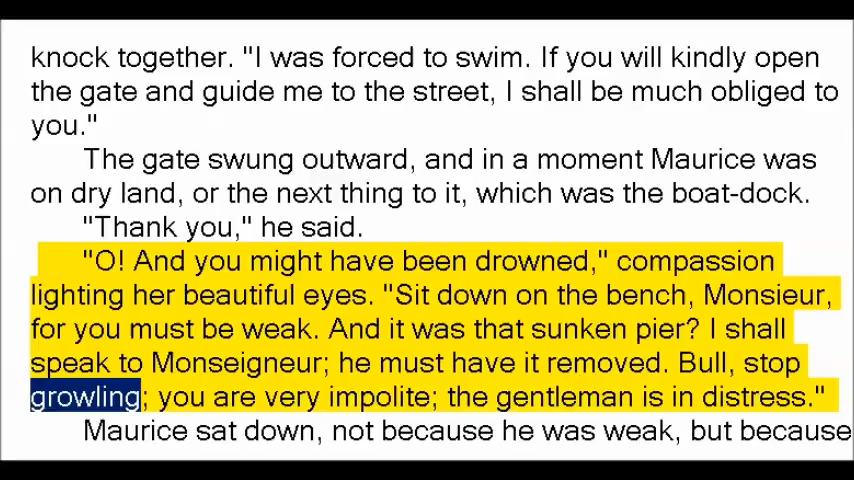 knock together. "I was forced to swim. If you will kindly open
the gate and guide me to the street, I shall be much obliged to
you."
The gate swung outward, and in a moment Maurice was
on dry land, or the next thing to it, which was the boat-dock.
"Thank you," he said.
"O! And you might have been drowned," compassion
lighting her beautiful eyes. "Sit down on the bench, Monsieur,
for you must be weak. And it was that sunken pier? I shall
speak to Monseigneur; he must have it removed. Bull, stop
growling; you are very impolite; the gentleman is in distress."
Maurice sat down, not because he was weak, but because